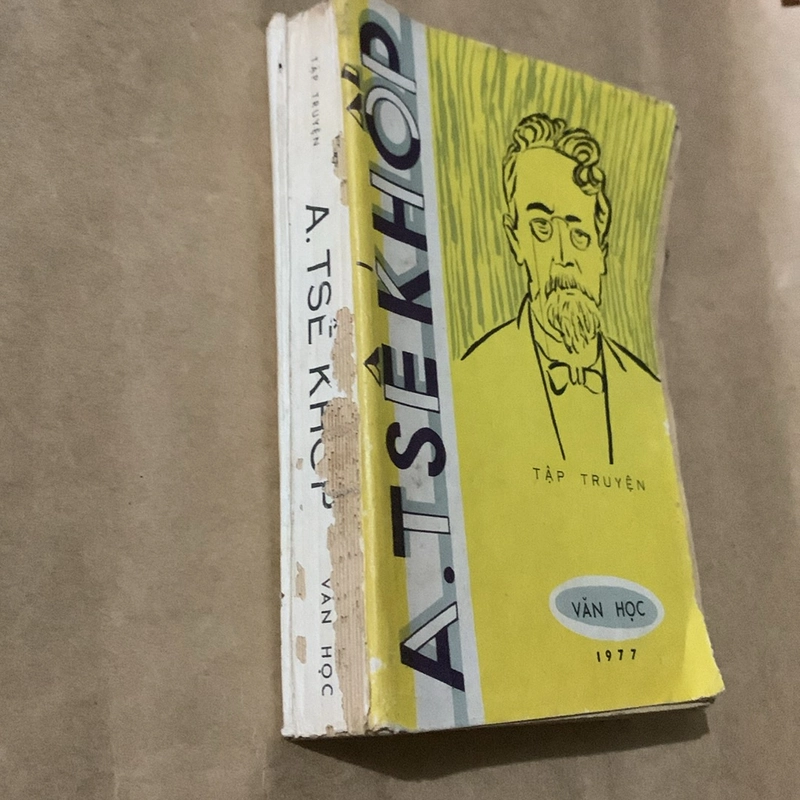 TẬP TRUYỆN
A. TSÊ KHỐP
VĂN HỌC
A. TSÊ KHỐP
TẬP TRUYỆN
VĂN HỌC
1977